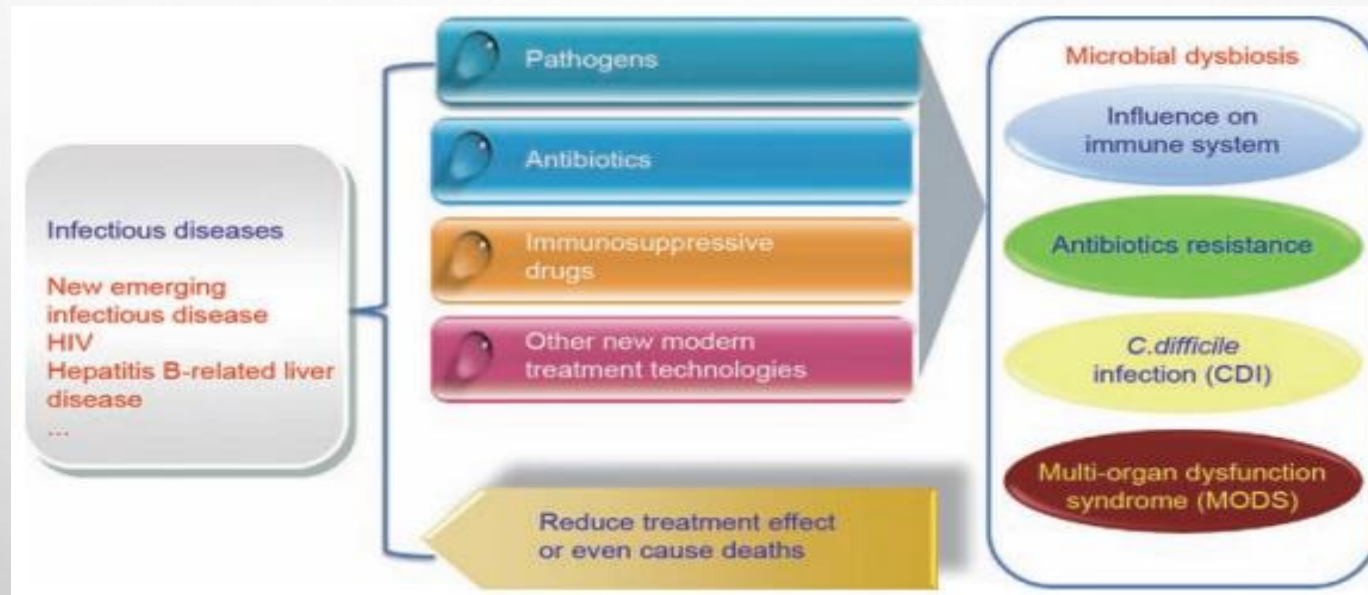 Infectious diseases
New emerging
infectious disease
HIV
Hepatitis B-related liver
disease
...
Pathogens
Antibiotics
Immunosuppressive
drugs
Other new modern
treatment technologies
Reduce treatment effect
or even cause deaths
Microbial dysbiosis
Influence on
immune system
Antibiotics resistance
C.difficile
infection (CDI)
Multi-organ dysfunction
syndrome (MODS)